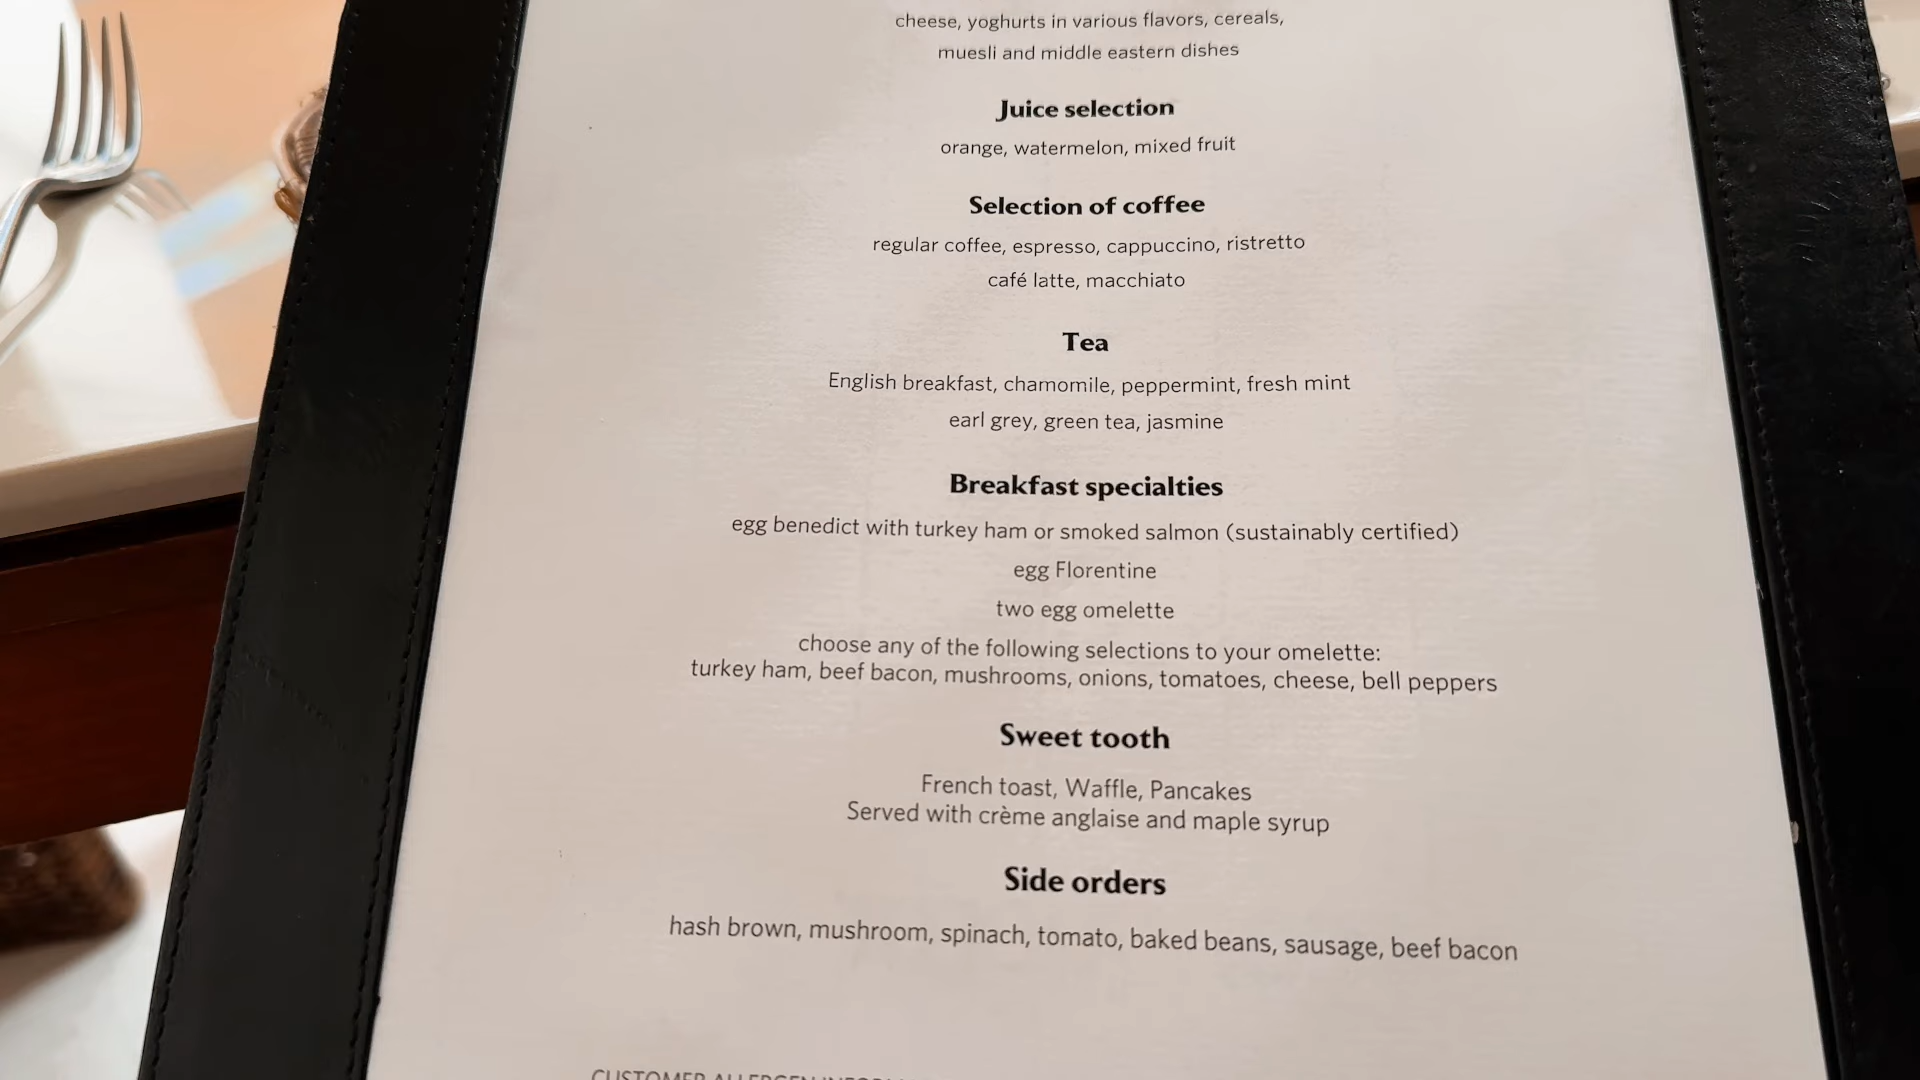 cheese, yoghurts in various flavors, cereals,
muesli and middle eastern dishes
Juice selection
orange, watermelon, mixed fruit
Selection of coffee
regular coffee, espresso, cappuccino, ristretto
café latte, macchiato
Tea
English breakfast, chamomile, peppermint, fresh mint
earl grey, green tea, jasmine
Breakfast specialties
egg benedict with turkey ham or smoked salmon (sustainably certified)
egg Florentine
two egg omelette
choose any of the following selections to your omelette:
turkey ham, beef bacon, mushrooms, onions, tomatoes, cheese, bell peppers
Sweet tooth
French toast, Waffle, Pancakes
Served with crème anglaise and maple syrup
Side orders
hash brown, mushroom, spinach, tomato, baked beans, sausage, beef bacon
CUSTOMER ALLERGEN